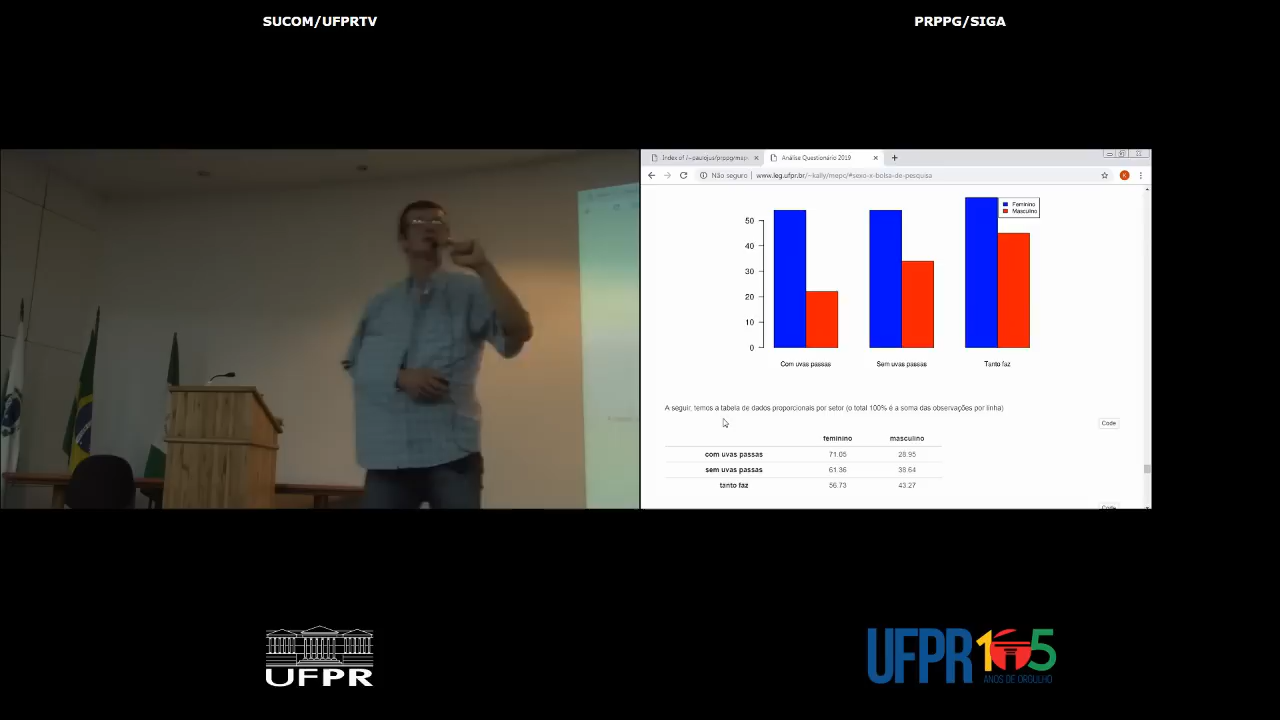 SUCOM/UFPRTV
PRPPG/SIGA
Análise Questionário 2019
Não seguro
www.leg.ufpr.br/~kally/mepc/#sexo-x-bolsa-de-pesquisa
Feminino
Masculino
50
40
30
20
10
0
Com uvas passas
Sem uvas passas
Tanto faz
A seguir, temos a tabela de dados proporcionais por setor (o total 100% é a soma das observações por linha)
Code
feminino masculino
com uvas passas 71.05 28.95
sem uvas passas 61.36 38.64
tanto faz 56.73 43.27
Code
UFPR
UFPR 105
ANOS DE ORGULHO